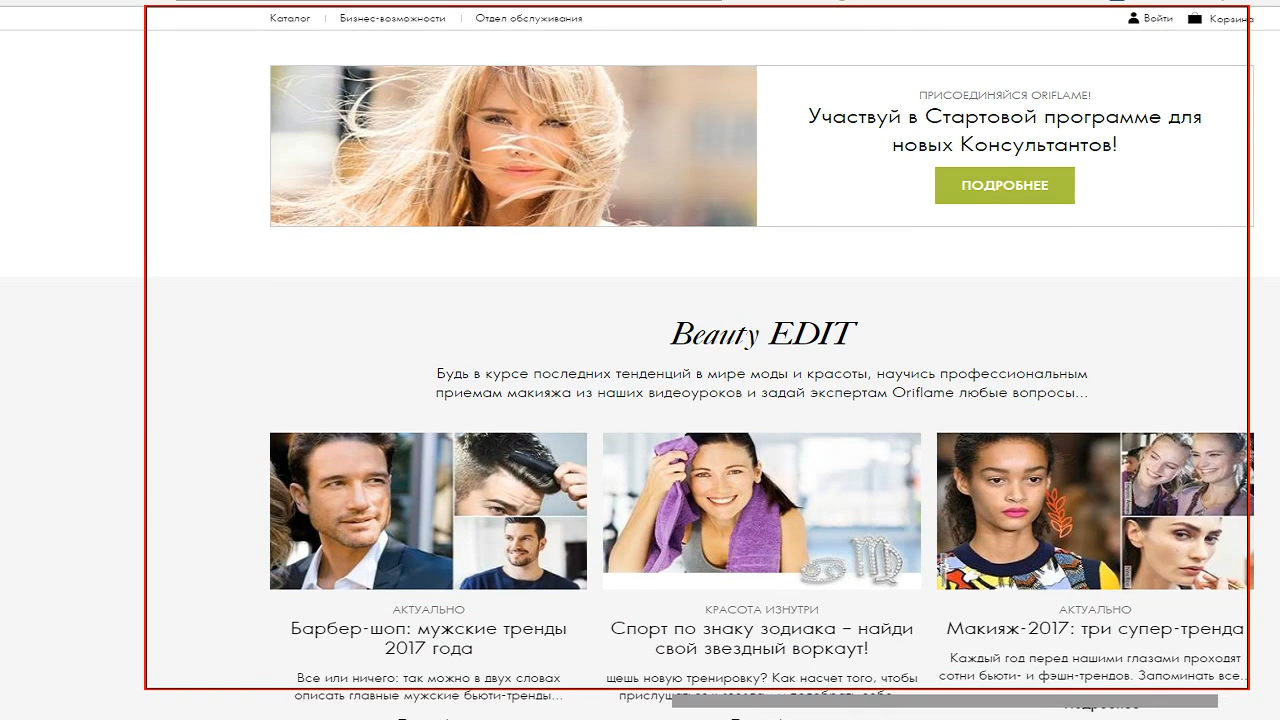 Каталог
Бизнес-возможности
Отдел обслуживания
Войти
Корзина
ПРИСОЕДИНЯЙСЯ ORIFLAME!
Участвуй в Стартовой программе для
новых Консультантов!
ПОДРОБНЕЕ
Beauty EDIT
Будь в курсе последних тенденций в мире моды и красоты, научись профессиональным
приемам макияжа из наших видеоуроков и задай экспертам Oriflame любые вопросы...
АКТУАЛЬНО
Барбер-шоп: мужские тренды
2017 года
Все или ничего: так можно в двух словах
описать главные мужские бьюти-тренды...
КРАСОТА ИЗНУТРИ
Спорт по знаку зодиака – найди
свой звездный воркаут!
щешь новую тренировку? Как насчет того, чтобы
АКТУАЛЬНО
Макияж-2017: три супер-тренда
Каждый год перед нашими глазами проходят
сотни бьюти- и фэшн-трендов. Запоминать все...